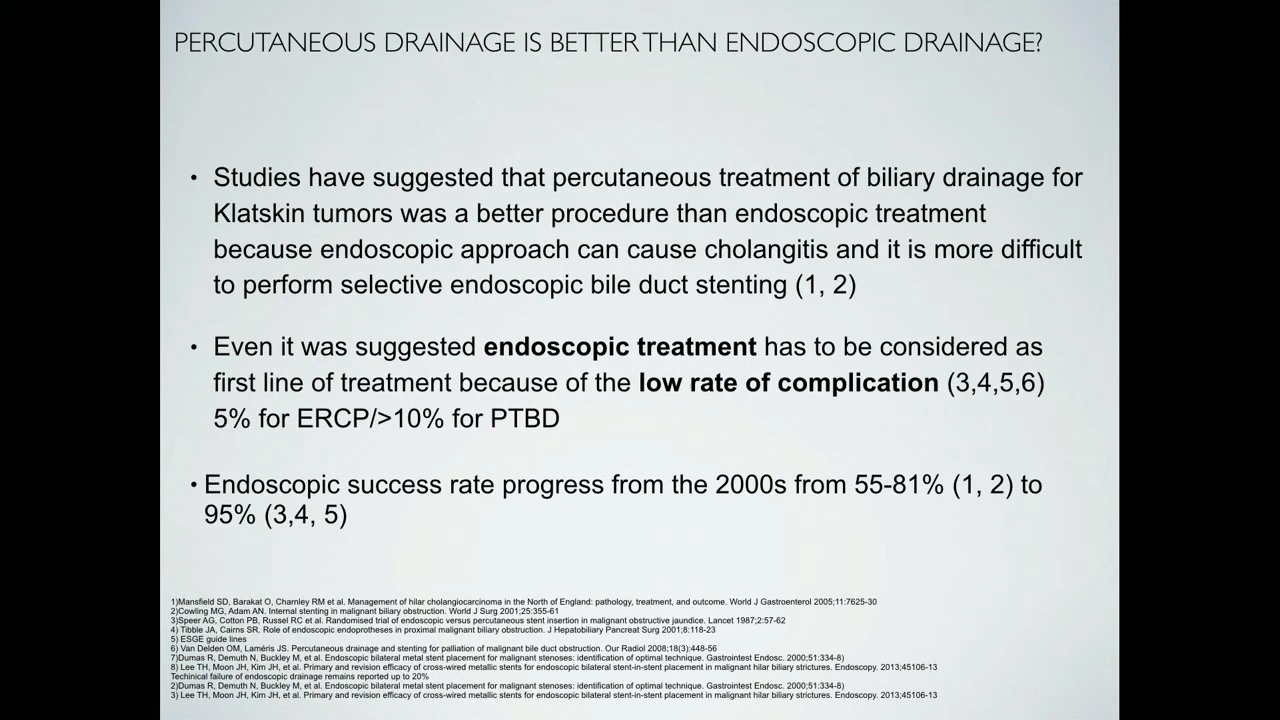 PERCUTANEOUS DRAINAGE IS BETTER THAN ENDOSCOPIC DRAINAGE?
• Studies have suggested that percutaneous treatment of biliary drainage for
Klatskin tumors was a better procedure than endoscopic treatment
because endoscopic approach can cause cholangitis and it is more difficult
to perform selective endoscopic bile duct stenting (1, 2)
• Even it was suggested endoscopic treatment has to be considered as
first line of treatment because of the low rate of complication (3,4,5,6)
5% for ERCP/>10% for PTBD
• Endoscopic success rate progress from the 2000s from 55-81% (1, 2) to
95% (3,4, 5)
1)Mansfield SD, Barakat O, Charnley RM et al. Management of hilar cholangiocarcinoma in the North of England: pathology, treatment, and outcome. World J Gastroenterol 2005;11:7625-30
2)Cowling MG, Adam AN. Internal stenting in malignant biliary obstruction. World J Surg 2001;25:355-61
3)Speer AG, Cotton PB, Russel RC et al. Randomised trial of endoscopic versus percutaneous stent insertion in malignant obstructive jaundice. Lancet 1987;2:57-62
4) Tibble JA, Cairns SR. Role of endoscopic endoprotheses in proximal malignant biliary obstruction. J Hepatobiliary Pancreat Surg 2001;8:118-23
5) ESGE guide lines
6) Van Delden OM, Laméris JS. Percutaneous drainage and stenting for palliation of malignant bile duct obstruction. Our Radiol 2008;18(3):448-56
7)Dumas R, Demuth N, Buckley M, et al. Endoscopic bilateral metal stent placement for malignant stenoses: identification of optimal technique. Gastrointest Endosc. 2000;51:334-8)
8) Lee TH, Moon JH, Kim JH, et al. Primary and revision efficacy of cross-wired metallic stents for endoscopic bilateral stent-in-stent placement in malignant hilar biliary strictures. Endoscopy. 2013;45106-13
Techinical failure of endoscopic drainage remains reported up to 20%
2)Dumas R, Demuth N, Buckley M, et al. Endoscopic bilateral metal stent placement for malignant stenoses: identification of optimal technique. Gastrointest Endosc. 2000;51:334-8)
3) Lee TH, Moon JH, Kim JH, et al. Primary and revision efficacy of cross-wired metallic stents for endoscopic bilateral stent-in-stent placement in malignant hilar biliary strictures. Endoscopy. 2013;45106-13